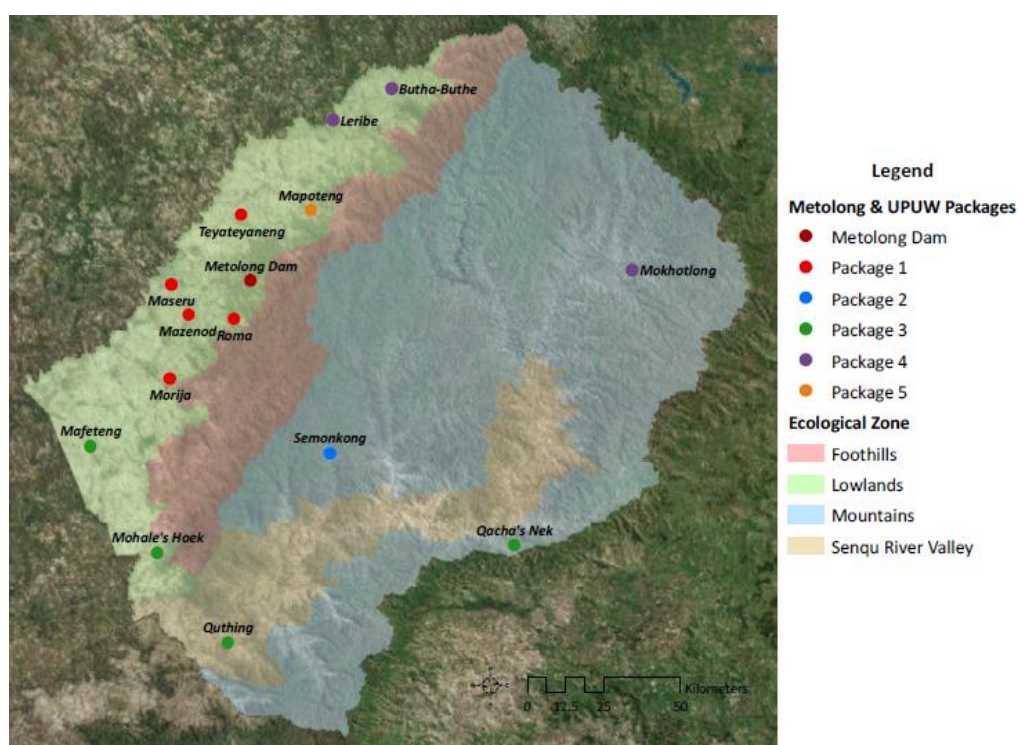 Butha-Buthe
Leribe
Mapoteng
Teyateyaneng
Metolong Dam
Mokhotlong
Maseru
Mazenod
Roma
Morija
Mafeteng
Semonkong
Mohale's Hoek
Qacha's Nek
Quthing
Kilometers
0 12.5 25 50
Legend
Metolong & UPUW Packages
Metolong Dam
Package 1
Package 2
Package 3
Package 4
Package 5
Ecological Zone
Foothills
Lowlands
Mountains
Senqu River Valley